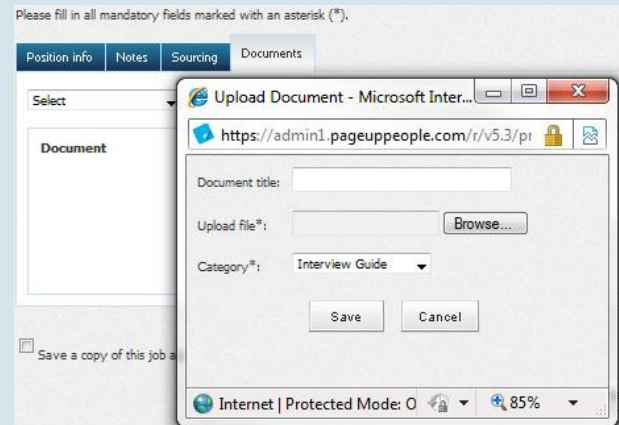 Please fill in all mandatory fields marked with an asterisk (*).
Position info Notes Sourcing Documents
Select
Document
Save a copy of this job a
Upload Document - Microsoft Inter...
https://admin1.pageuppeople.com/r/v5.3/pr
Document title:
Upload file*: Browse...
Category*: Interview Guide
Save Cancel
Internet | Protected Mode: O 85%